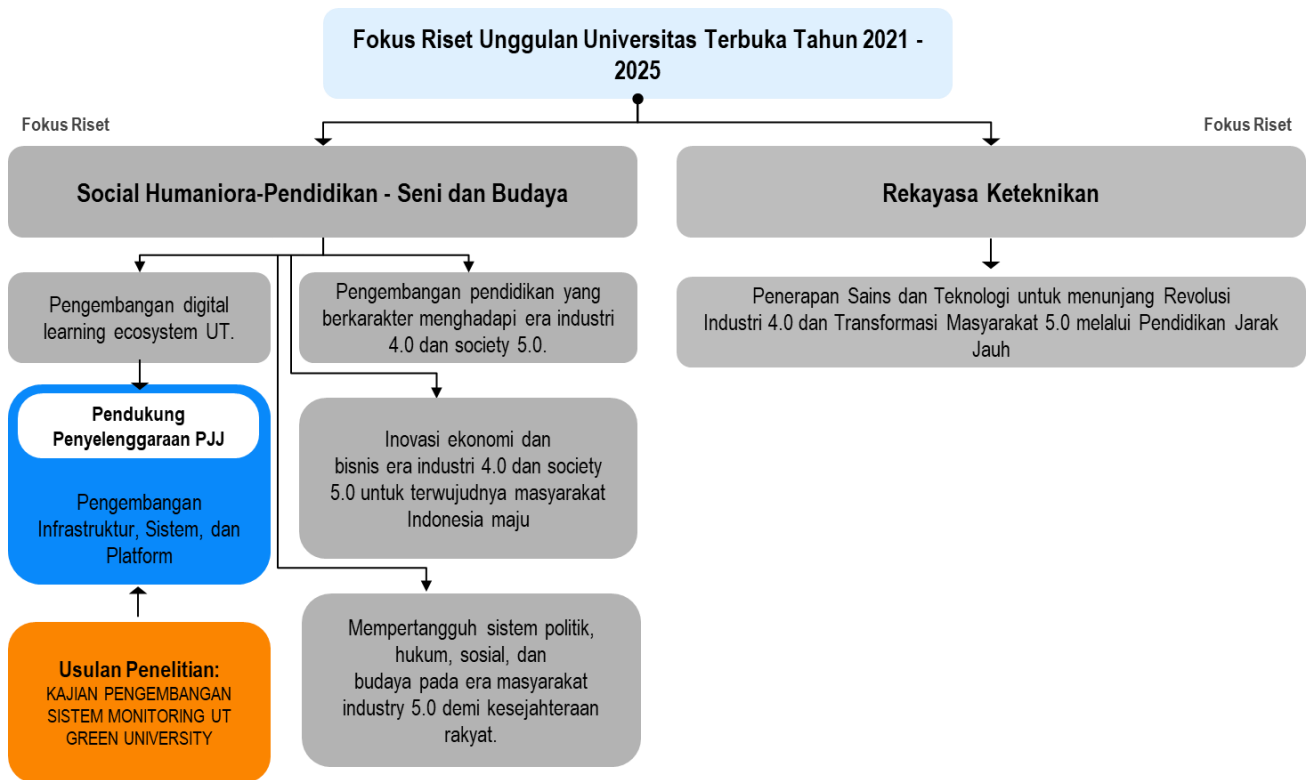 Fokus Riset Unggulan Universitas Terbuka Tahun 2021 -
2025
Fokus Riset
Fokus Riset
Social Humaniora-Pendidikan - Seni dan Budaya
Rekayasa Keteknikan
Pengembangan digital
learning ecosystem UT.
Pengembangan pendidikan yang
berkarakter menghadapi era industri
4.0 dan society 5.0.
Penerapan Sains dan Teknologi untuk menunjang Revolusi
Industri 4.0 dan Transformasi Masyarakat 5.0 melalui Pendidikan Jarak
Jauh
Pendukung
Penyelenggaraan PJJ
Pengembangan
Infrastruktur, Sistem, dan
Platform
Inovasi ekonomi dan
bisnis era industri 4.0 dan society
5.0 untuk terwujudnya masyarakat
Indonesia maju
Usulan Penelitian:
KAJIAN PENGEMBANGAN
SISTEM MONITORING UT
GREEN UNIVERSITY
Mempertangguh sistem politik,
hukum, sosial, dan
budaya pada era masyarakat
industry 5.0 demi kesejahteraan
rakyat.